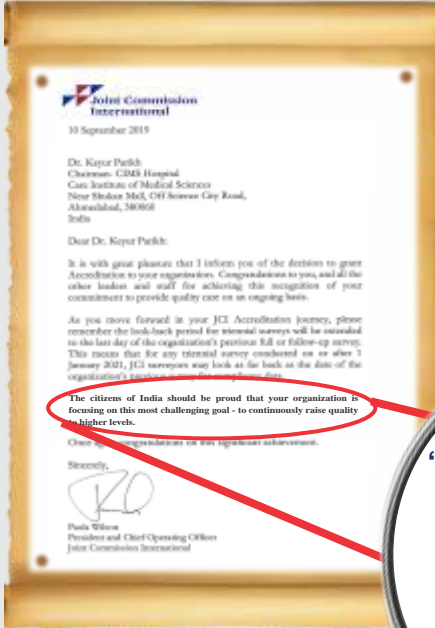 Joint Commission
International
10 September 2019
Dr. Keyur Parikh
Chairman- CIMS Hospital
Care Institute of Medical Sciences
Near Shukan Mall, Off Science City Road,
Ahmedabad, 380060
India
Dear Dr. Keyur Parikh:
It is with great pleasure that I inform you of the decision to grant
Accreditation to your organization. Congratulations to you, and all the
other leaders and staff for achieving this recognition of your
commitment to provide quality care on an ongoing basis.
As you move forward in your JCI Accreditation journey, please
remember the look-back period for triennial surveys will be extended
to the last day of the organization's previous full or follow-up survey.
This means that for any triennial survey conducted on or after 1
January 2021, JCI surveyors may look as far back as the date of the
organization's previous survey for compliance data.
The citizens of India should be proud that your organization is
focusing on this most challenging goal - to continuously raise quality
to higher levels.
Once again congratulations on this significant achievement.
Sincerely,
Paula Wilson
President and Chief Operating Officer
Joint Commission International
“